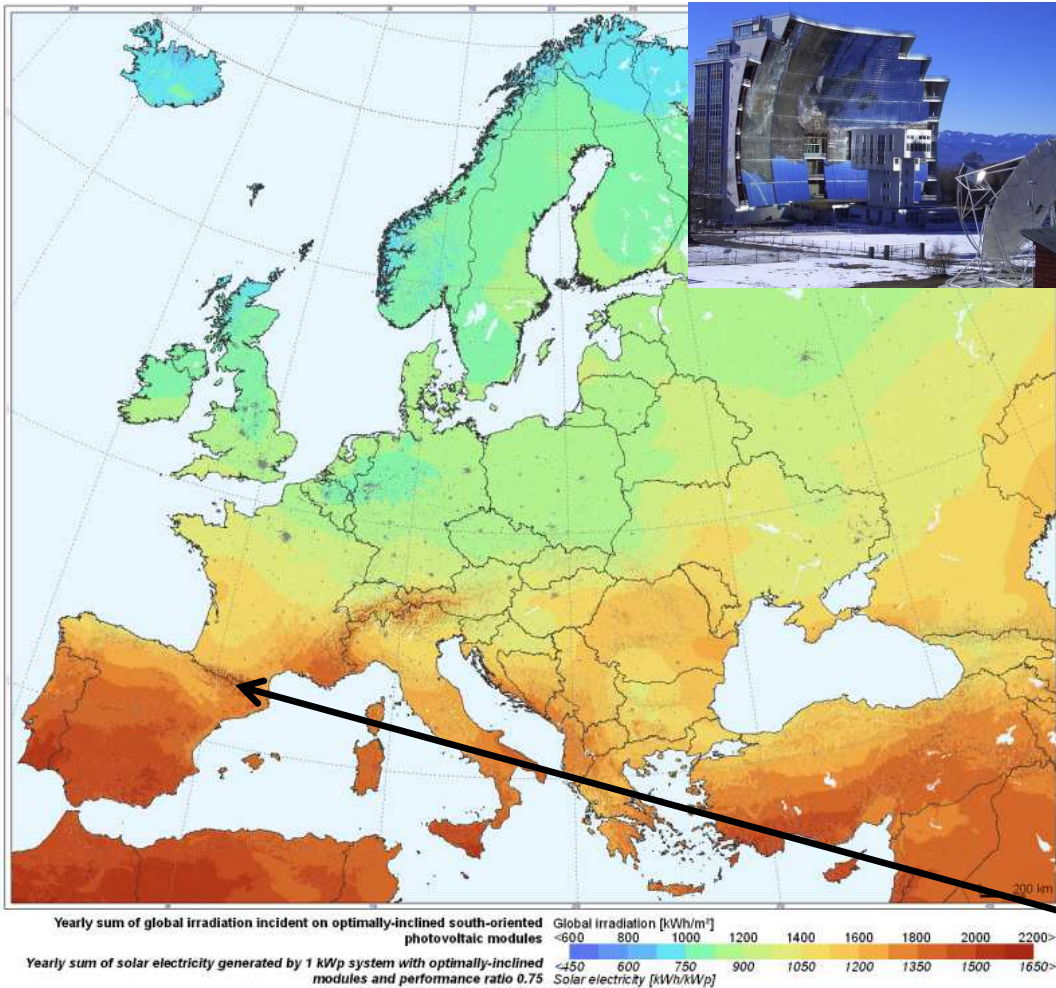 200 km
Yearly sum of global irradiation incident on optimally-inclined south-oriented
photovoltaic modules
Global irradiation [kWh/m²]
<600 800 1000 1200 1400 1600 1800 2000 2200>
Yearly sum of solar electricity generated by 1 kWp system with optimally-inclined
modules and performance ratio 0.75
<450 600 750 900 1050 1200 1350 1500 1650>
Solar electricity [kWh/kWp]